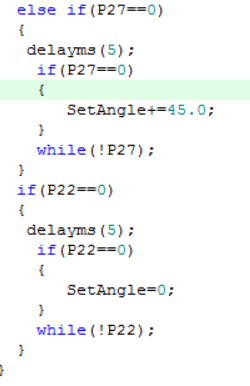 else if(P27==0)
{
delayms(5);
if(P27==0)
{
SetAngle+=45.0;
}
while(!P27);
}
if(P22==0)
{
delayms(5);
if(P22==0)
{
SetAngle=0;
}
while(!P22);
}
}